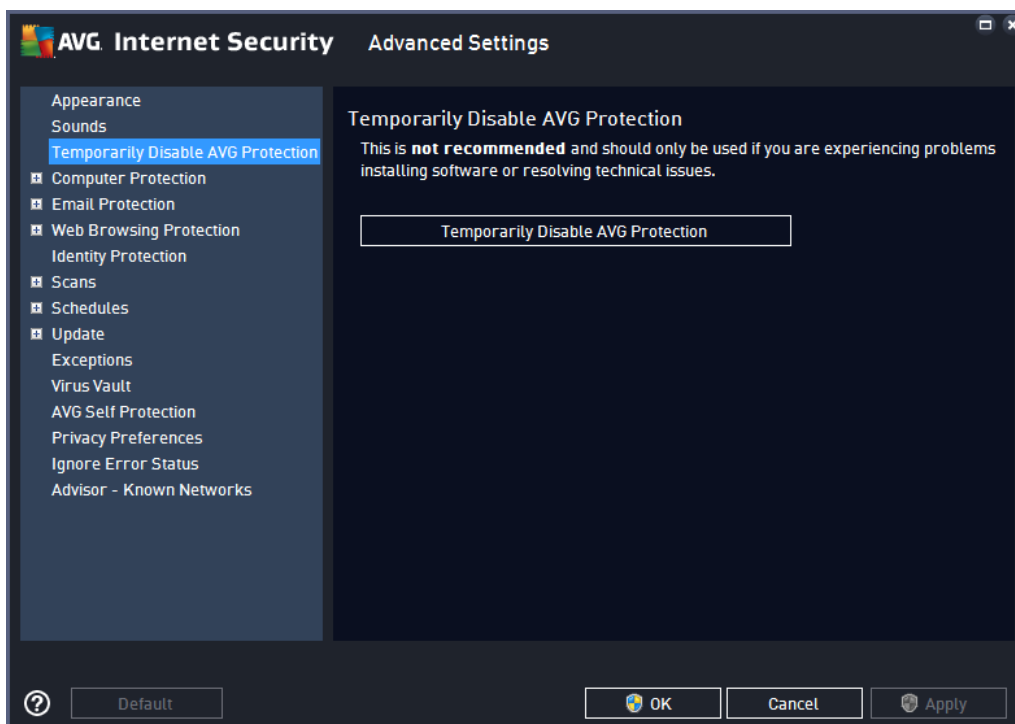 AVG. Internet Security Advanced Settings
Appearance
Sounds
Temporarily Disable AVG Protection
Computer Protection
Email Protection
Web Browsing Protection
Identity Protection
Scans
Schedules
Update
Exceptions
Virus Vault
AVG Self Protection
Privacy Preferences
Ignore Error Status
Advisor - Known Networks
Temporarily Disable AVG Protection
This is not recommended and should only be used if you are experiencing problems
installing software or resolving technical issues.
Temporarily Disable AVG Protection
? Default OK Cancel Apply